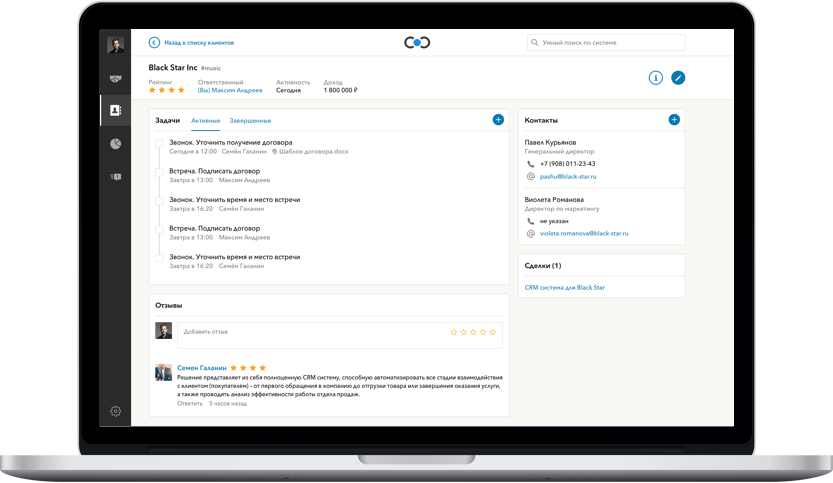 Назад к списку клиентов
Умный поиск по системе
Black Star Inc #music
Рейтинг Ответственный Активность Доход
(Вы) Максим Андреев Сегодня 1 800 000 ₽
Задачи Активные Завершенные
Звонок. Уточнить получение договора
Сегодня в 12:00 Семён Галанин Шаблон договора.docx
Встреча. Подписать договор
Завтра в 13:00 Максим Андреев
Звонок. Уточнить время и место встречи
Завтра в 16:20 Семён Галанин
Встреча. Подписать договор
Завтра в 13:00 Максим Андреев
Звонок. Уточнить время и место встречи
Завтра в 16:20 Семён Галанин
Контакты
Павел Курьянов
Генеральный директор
+7 (908) 011-23-43
pashu@black-star.ru
Виолета Романова
Директор по маркетингу
не указан
violeta.romanova@black-star.ru
Сделки (1)
CRM система для Black Star
Отзывы
Добавить отзыв
Семен Галанин
Решение представляет из себя полноценную CRM систему, способную автоматизировать все стадии взаимодействия
с клиентом (покупателем) - от первого обращения в компанию до отгрузки товара или завершения оказания услуги,
а также проводить анализ эффективности работы отдела продаж.
Ответить 5 часов назад